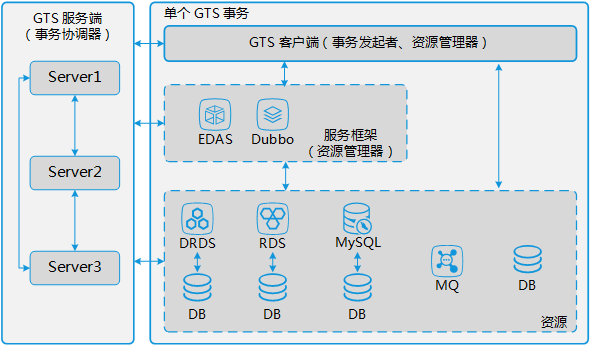 GTS 服务端
（事务协调器）
Server1
Server2
Server3
单个 GTS 事务
GTS 客户端（事务发起者、资源管理器）
EDAS
Dubbo
服务框架
（资源管理器）
DRDS
RDS
MySQL
MQ
DB
DB
DB
DB
资源